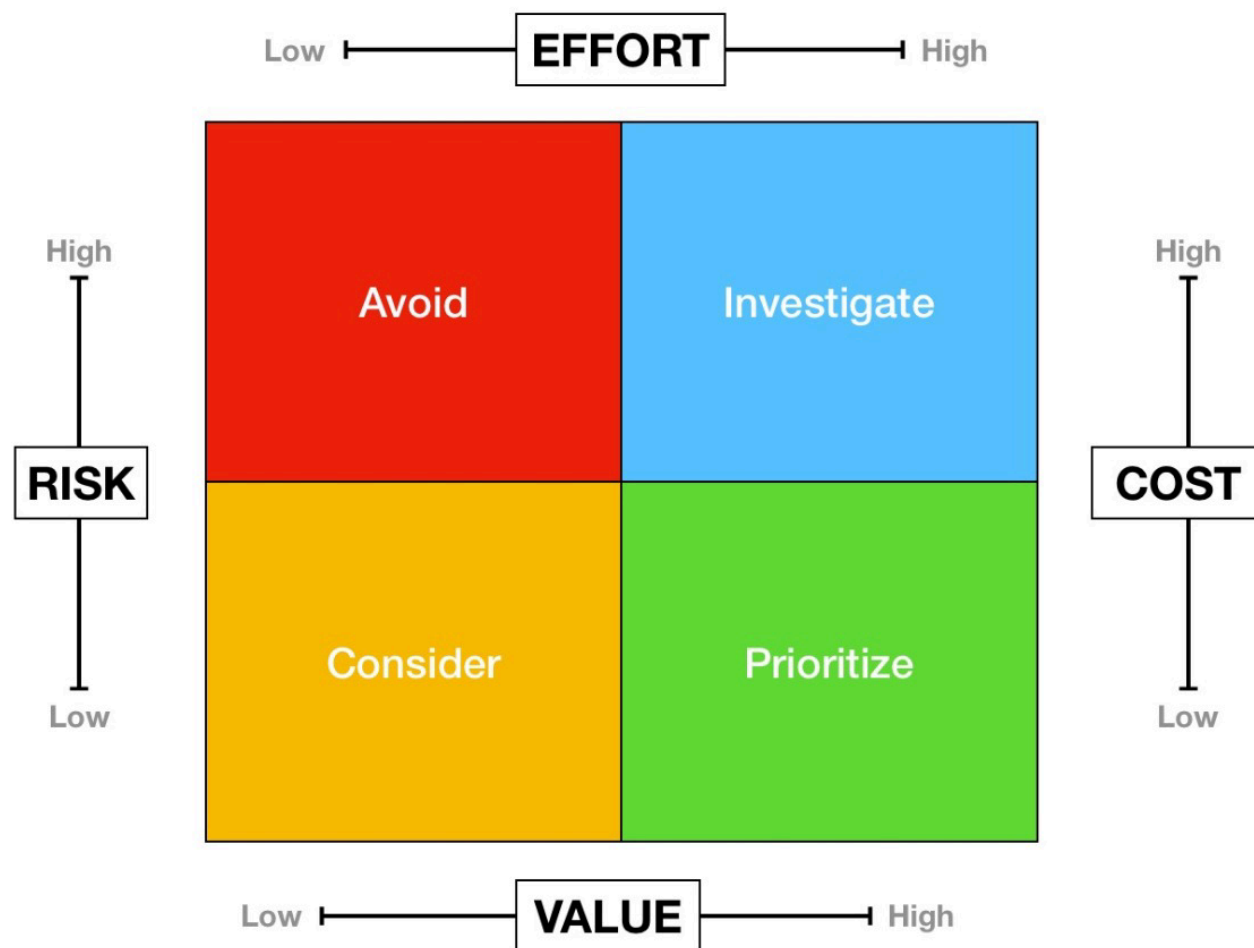 Low EFFORT High
High High
Avoid Investigate
RISK COST
Consider Prioritize
Low Low
Low VALUE High